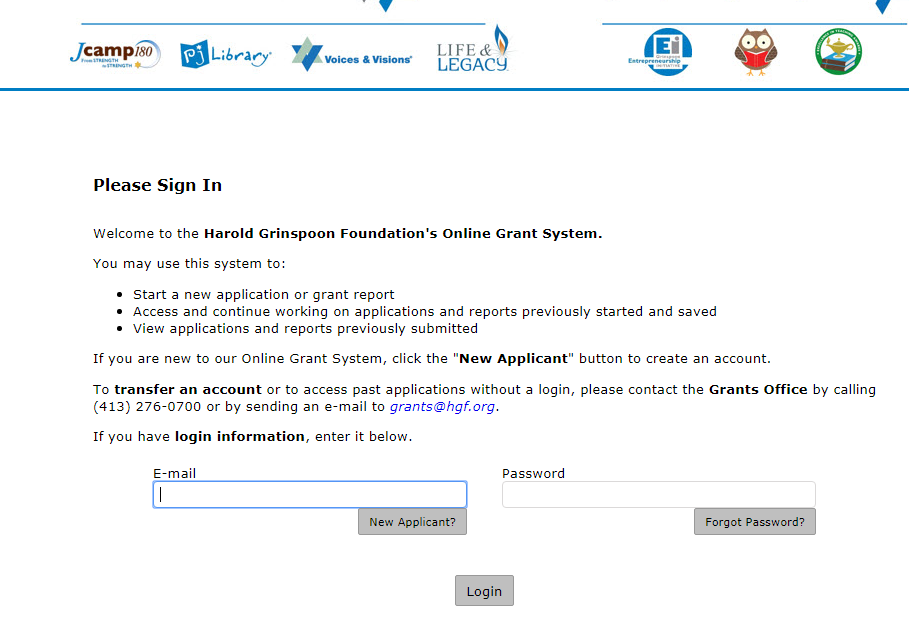 Jcamp180
From STRENGTH
to STRENGTH
PJ Library
Voices & Visions
LIFE &
LEGACY
Ei
Entrepreneurship
INITIATIVE
Please Sign In
Welcome to the Harold Grinspoon Foundation's Online Grant System.
You may use this system to:
Start a new application or grant report
Access and continue working on applications and reports previously started and saved
View applications and reports previously submitted
If you are new to our Online Grant System, click the "New Applicant" button to create an account.
To transfer an account or to access past applications without a login, please contact the Grants Office by calling
(413) 276-0700 or by sending an e-mail to grants@hgf.org.
If you have login information, enter it below.
E-mail Password
New Applicant? Forgot Password?
Login